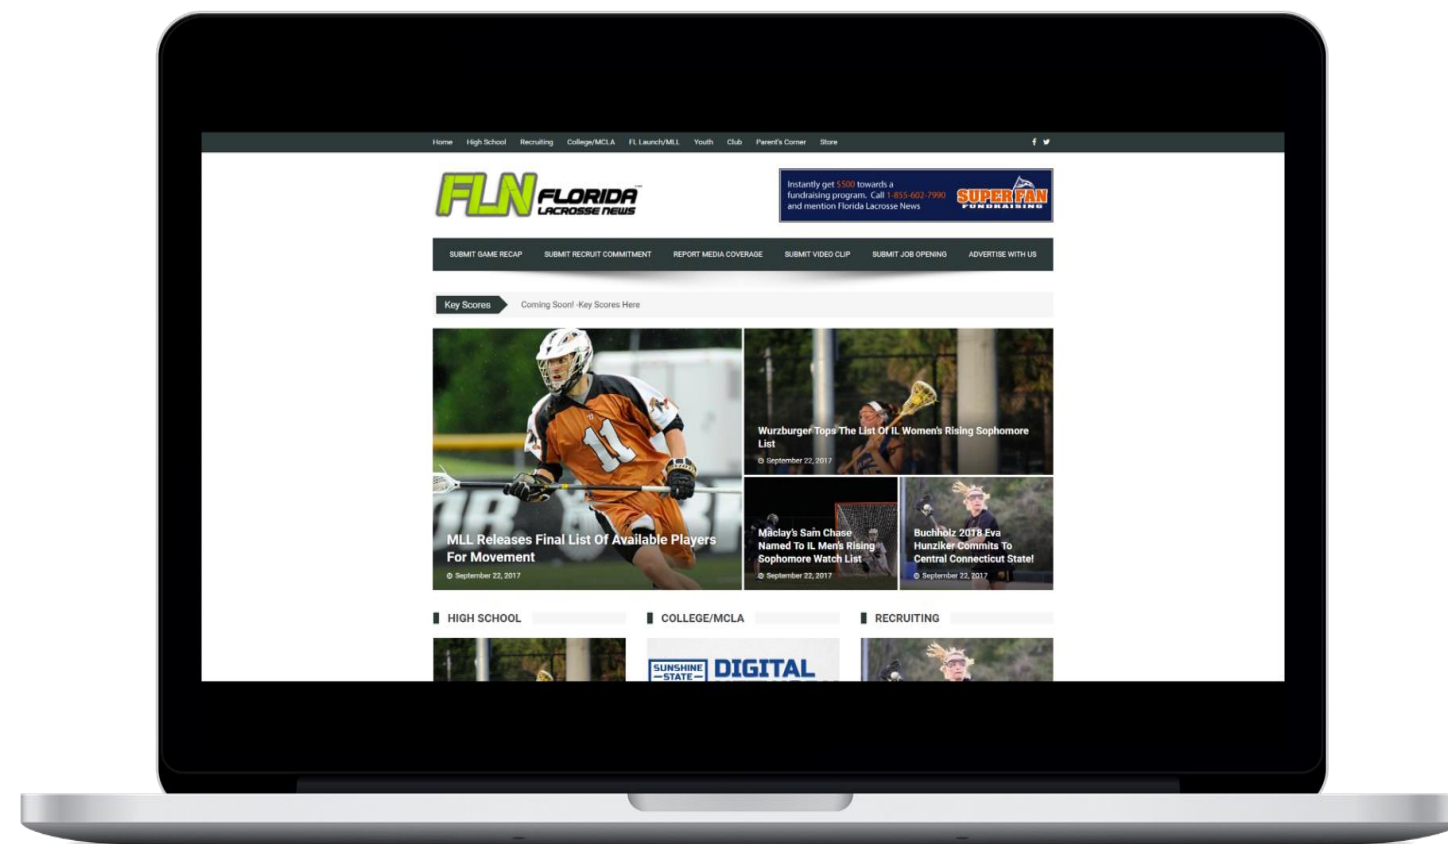 Home High School Recruiting College/MCLA FL Launch/MLL Youth Club Parent's Corner Store
FLN FLORIDA
LACROSSE NEWS
Instantly get $500 towards a
fundraising program. Call 1-855-602-7990
and mention Florida Lacrosse News
SUPER FAN
FUNDRAISING
SUBMIT GAME RECAP SUBMIT RECRUIT COMMITMENT REPORT MEDIA COVERAGE SUBMIT VIDEO CLIP SUBMIT JOB OPENING ADVERTISE WITH US
Key Scores Coming Soon! -Key Scores Here
11
MLL Releases Final List Of Available Players
For Movement
September 22, 2017
Wurzburger Tops The List Of IL Women's Rising Sophomore
List
September 22, 2017
Maclay's Sam Chase
Named To IL Men's Rising
Sophomore Watch List
September 22, 2017
Buchholz 2018 Eva
Hunziker Commits To
Central Connecticut State!
September 22, 2017
HIGH SCHOOL COLLEGE/MCLA RECRUITING
SUNSHINE
STATE
DIGITAL